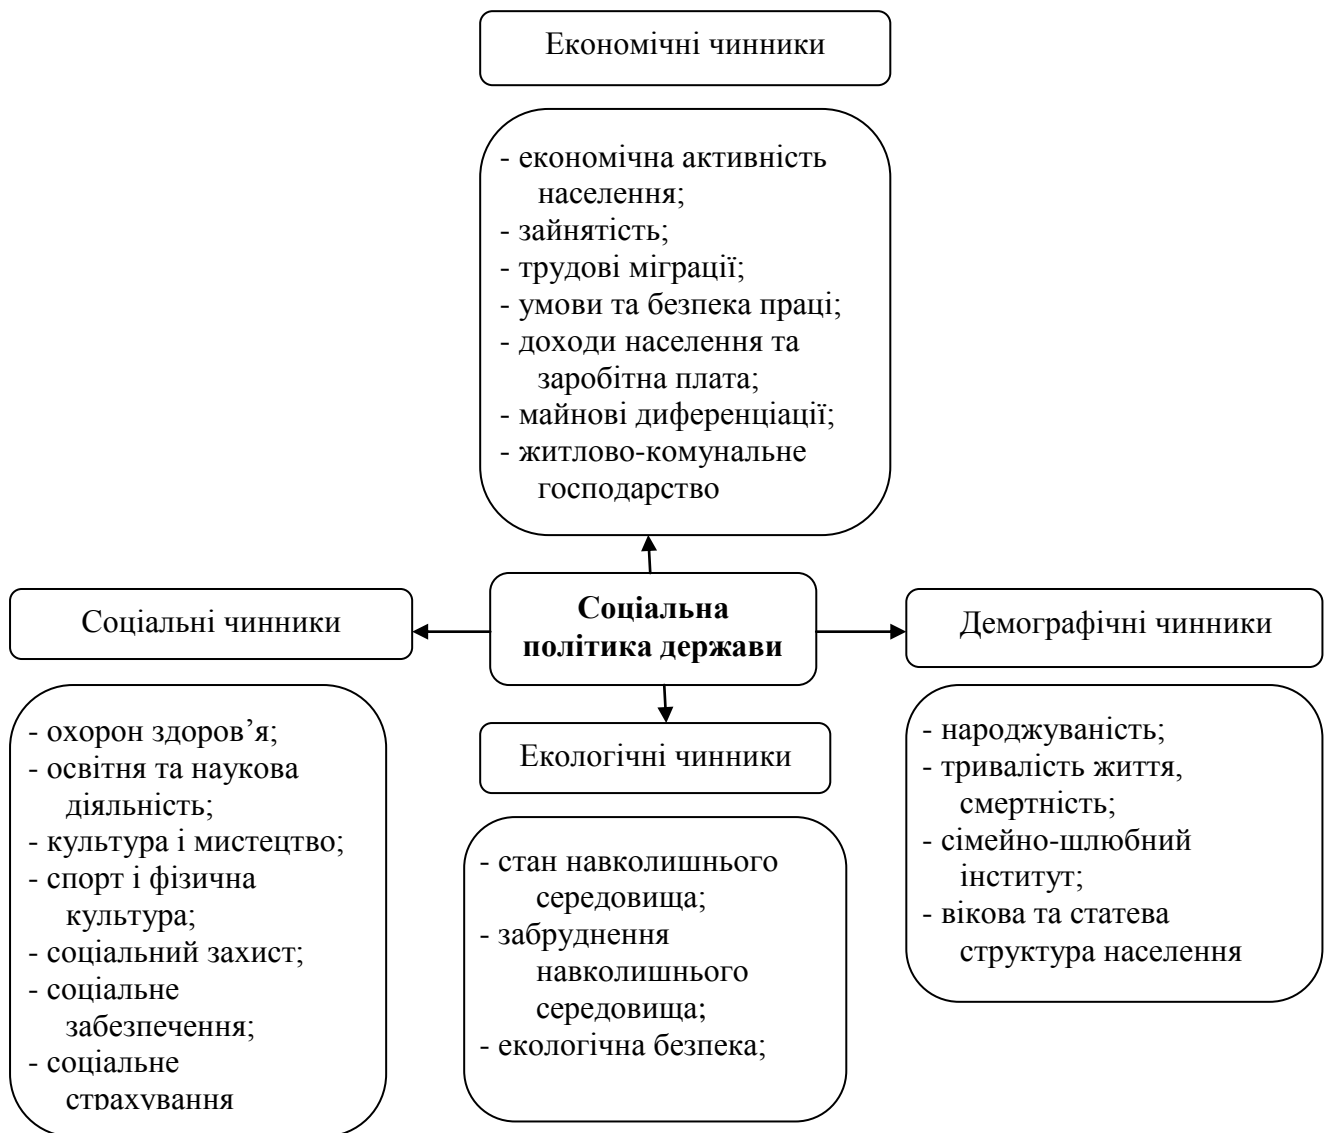 Економічні чинники
- економічна активність
населення;
- зайнятість;
- трудові міграції;
- умови та безпека праці;
- доходи населення та
заробітна плата;
- майнові диференціації;
- житлово-комунальне
господарство
Соціальна
політика держави
Соціальні чинники
- охорон здоров’я;
- освітня та наукова
діяльність;
- культура і мистецтво;
- спорт і фізична
культура;
- соціальний захист;
- соціальне
забезпечення;
- соціальне
страхування
Екологічні чинники
- стан навколишнього
середовища;
- забруднення
навколишнього
середовища;
- екологічна безпека;
Демографічні чинники
- народжуваність;
- тривалість життя,
смертність;
- сімейно-шлюбний
інститут;
- вікова та статева
структура населення